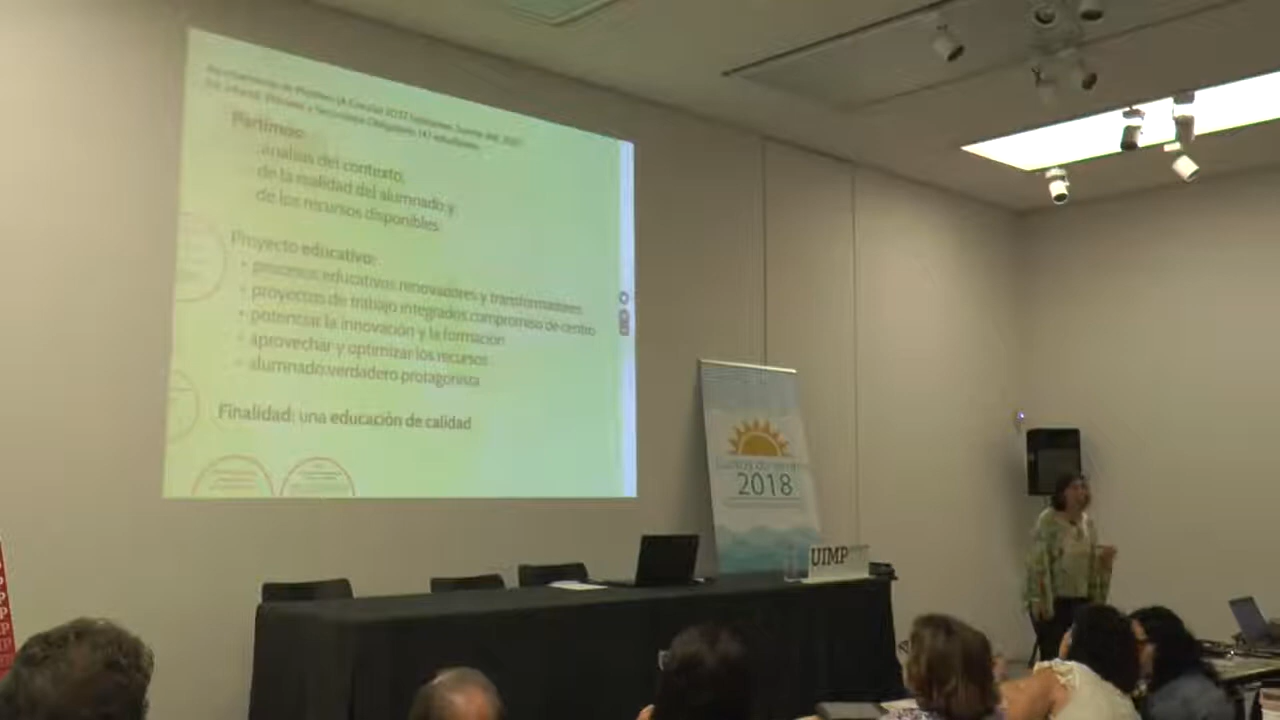 Partimos:
análisis del contexto,
de la realidad del alumnado y
de los recursos disponibles
Proyecto educativo:
• procesos educativos renovadores y transformadores
• proyectos de trabajo integrados,compromiso de centro
• potenciar la innovación y la formación
• aprovechar y optimizar los recursos
• alumnado,verdadero protagonista
Finalidad: una educación de calidad
2018
UIMP